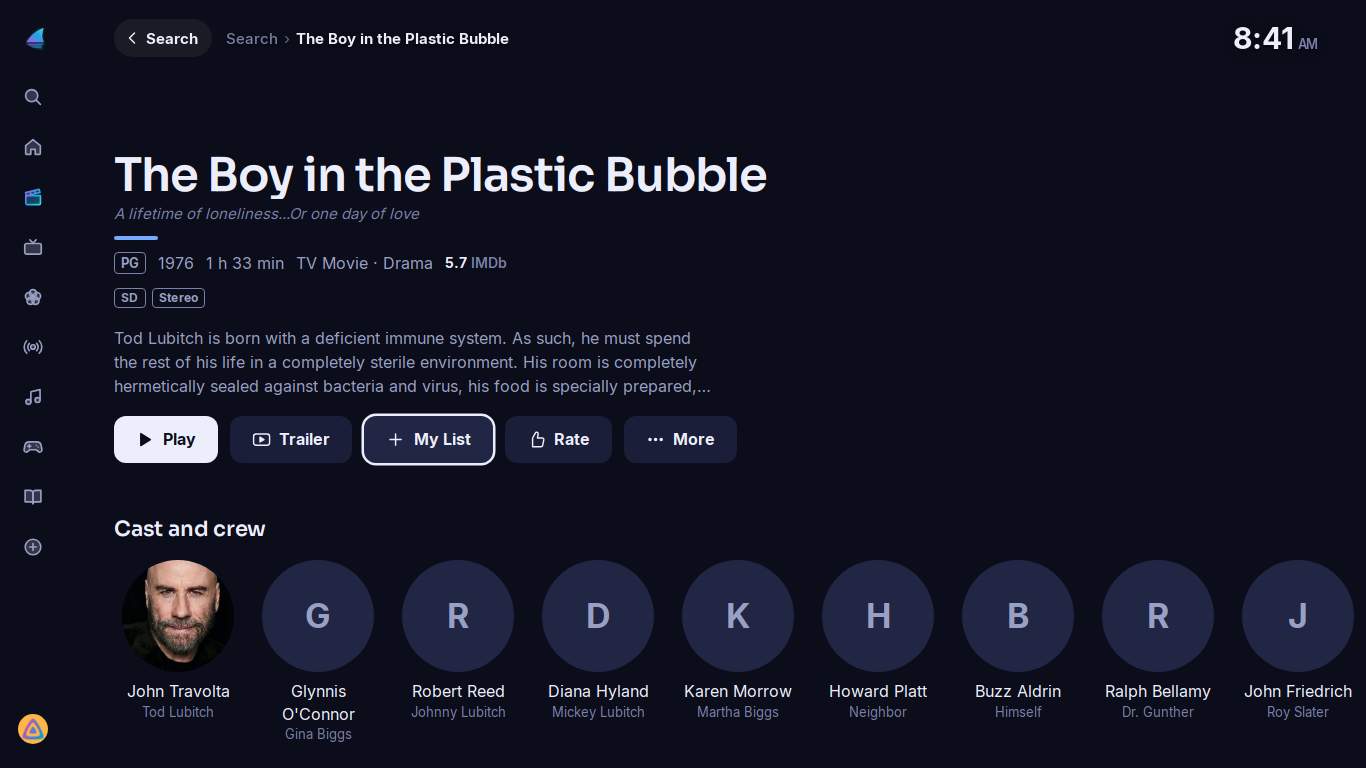 Search
Search › The Boy in the Plastic Bubble
8:41 AM
The Boy in the Plastic Bubble
A lifetime of loneliness...Or one day of love
PG 1976 1 h 33 min TV Movie · Drama 5.7 IMDb
SD Stereo
Tod Lubitch is born with a deficient immune system. As such, he must spend
the rest of his life in a completely sterile environment. His room is completely
hermetically sealed against bacteria and virus, his food is specially prepared,...
Play Trailer My List Rate More
Cast and crew
G R D K H B R J
John Travolta
Tod Lubitch
Glynnis
O'Connor
Gina Biggs
Robert Reed
Johnny Lubitch
Diana Hyland
Mickey Lubitch
Karen Morrow
Martha Biggs
Howard Platt
Neighbor
Buzz Aldrin
Himself
Ralph Bellamy
Dr. Gunther
John Friedrich
Roy Slater